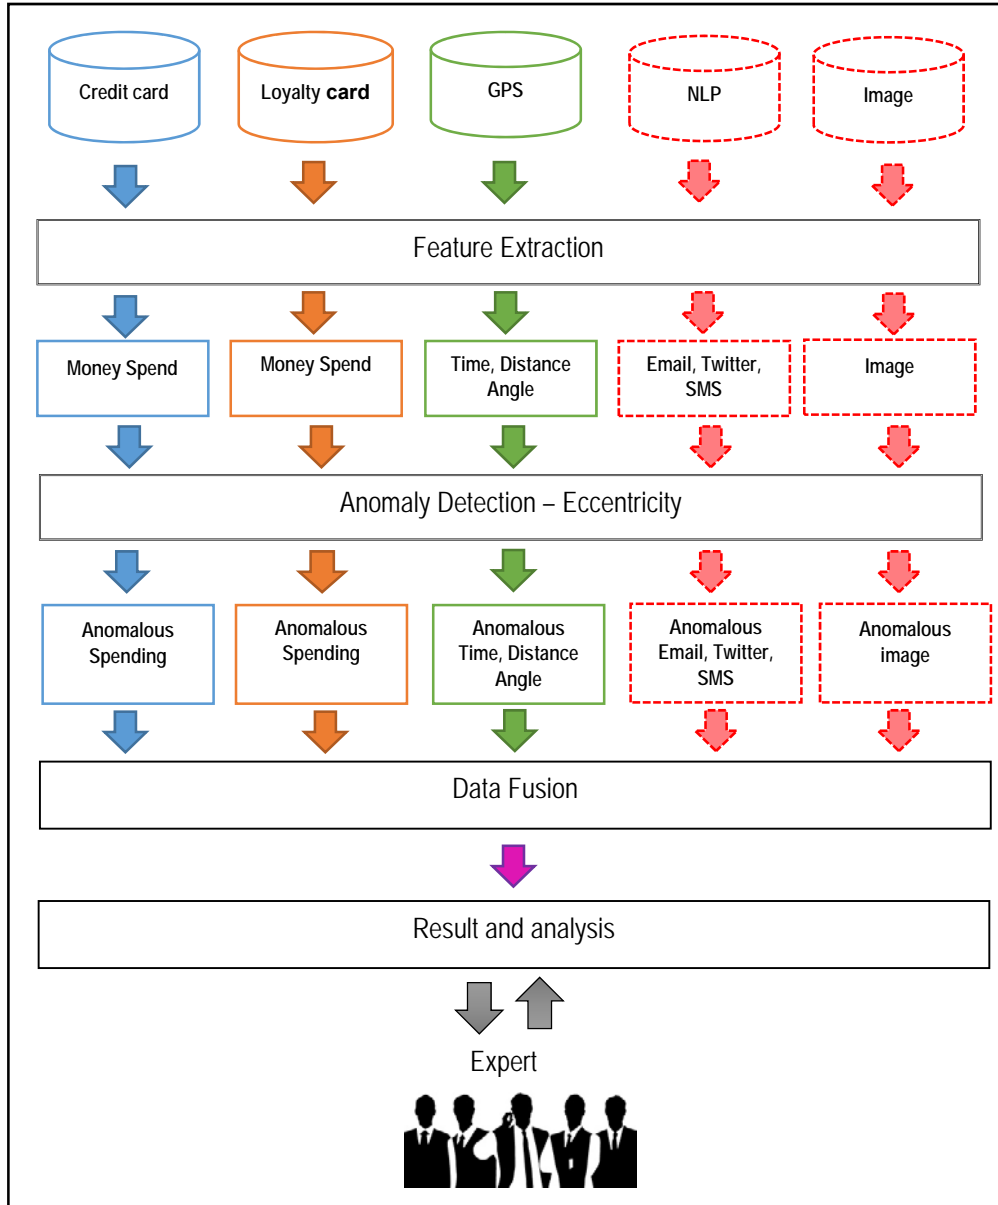 Credit card
Loyalty card
GPS
NLP
Image
Feature Extraction
Money Spend
Money Spend
Time, Distance
Angle
Email, Twitter,
SMS
Image
Anomaly Detection – Eccentricity
Anomalous
Spending
Anomalous
Spending
Anomalous
Time, Distance
Angle
Anomalous
Email, Twitter,
SMS
Anomalous
image
Data Fusion
Result and analysis
Expert